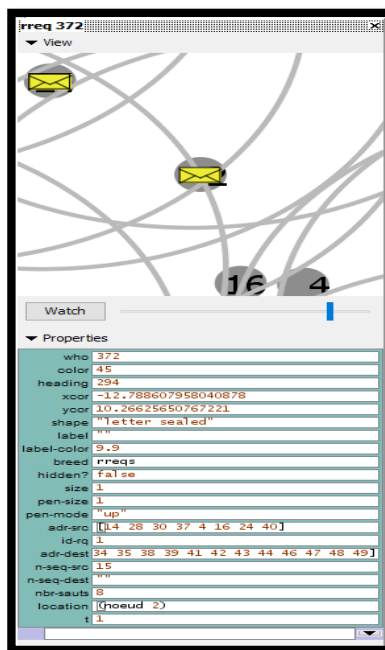 rreq 372
View
16 4
Watch
Properties
who 372
color 45
heading 294
xcor -12.788607958040878
ycor 10.26625650767221
shape "letter sealed"
label ""
label-color 9.9
breed rreqs
hidden? false
size 1
pen-size 1
pen-mode "up"
adr-src [14 28 30 37 4 16 24 40]
id-rq 1
adr-dest 34 35 38 39 41 42 43 44 46 47 48 49]
n-seq-src 15
n-seq-dest ""
nbr-sauts 8
location (noeud 2)
t 1